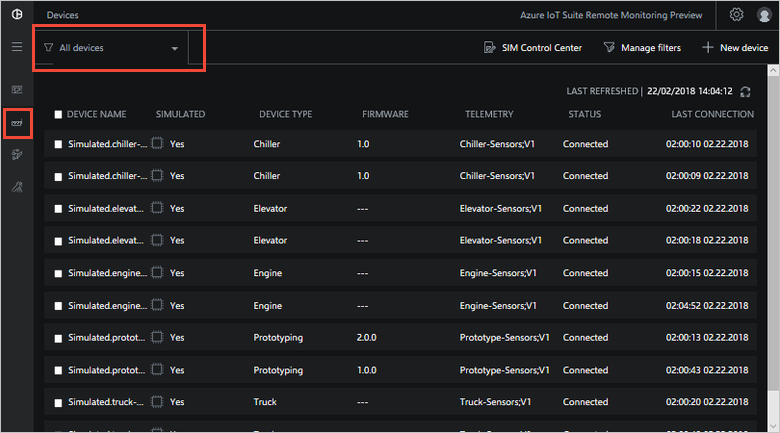 Devices Azure IoT Suite Remote Monitoring Preview
All devices SIM Control Center Manage filters New device
LAST REFRESHED | 22/02/2018 14:04:12
DEVICE NAME SIMULATED DEVICE TYPE FIRMWARE TELEMETRY STATUS LAST CONNECTION
Simulated.chiller-... Yes Chiller 1.0 Chiller-Sensors;V1 Connected 02:00:10 02.22.2018
Simulated.chiller-... Yes Chiller 1.0 Chiller-Sensors;V1 Connected 02:00:09 02.22.2018
Simulated.elevat... Yes Elevator --- Elevator-Sensors;V1 Connected 02:00:22 02.22.2018
Simulated.elevat... Yes Elevator --- Elevator-Sensors;V1 Connected 02:00:18 02.22.2018
Simulated.engine... Yes Engine --- Engine-Sensors;V1 Connected 02:00:15 02.22.2018
Simulated.engine... Yes Engine --- Engine-Sensors;V1 Connected 02:04:52 02.22.2018
Simulated.protot... Yes Prototyping 2.0.0 Prototype-Sensors;V1 Connected 02:00:13 02.22.2018
Simulated.protot... Yes Prototyping 1.0.0 Prototype-Sensors;V1 Connected 02:00:43 02.22.2018
Simulated.truck-... Yes Truck --- Truck-Sensors;V1 Connected 02:00:20 02.22.2018